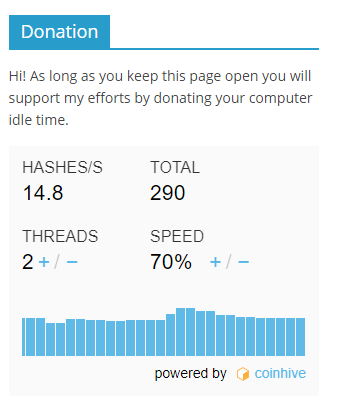 Donation
Hi! As long as you keep this page open you will
support my efforts by donating your computer
idle time.
HASHES/S TOTAL
14.8 290
THREADS SPEED
2 + / − 70% + / −
powered by coinhive